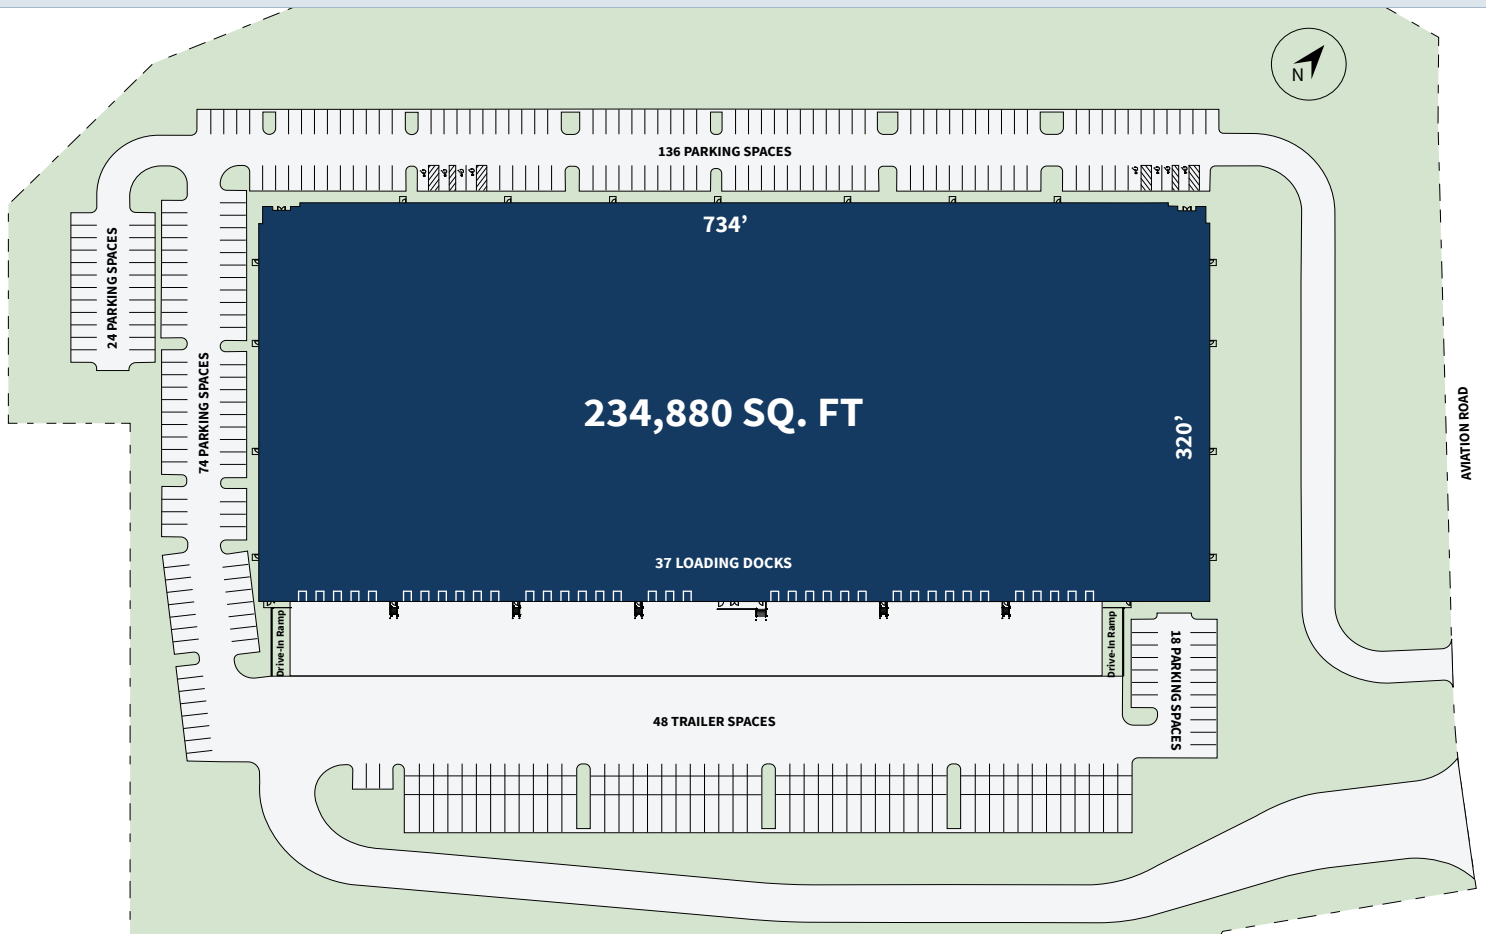 N
136 PARKING SPACES
734’
24 PARKING SPACES
74 PARKING SPACES
234,880 SQ. FT
320’
AVIATION ROAD
37 LOADING DOCKS
Drive-In Ramp
Drive-In Ramp
18 PARKING SPACES
48 TRAILER SPACES